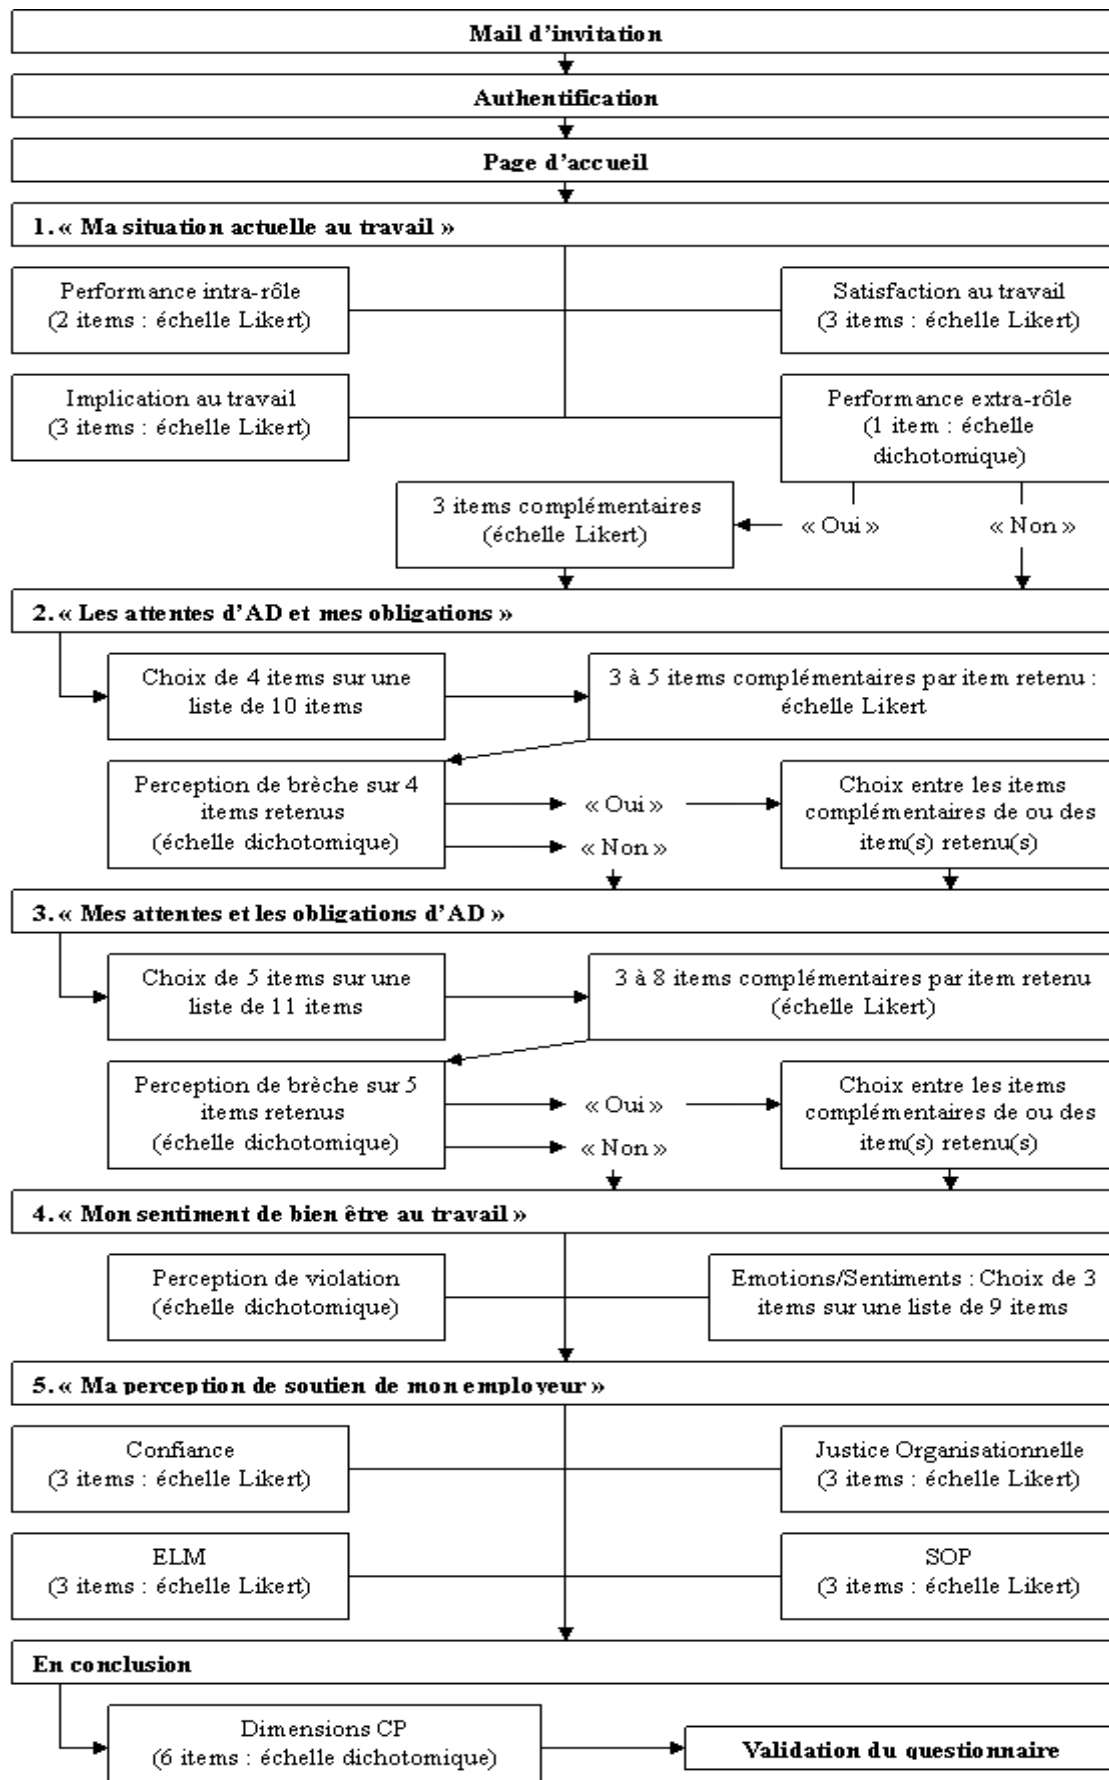 Mail d'invitation
Authentification
Page d'accueil
1. « Ma situation actuelle au travail »
Performance intra-rôle
(2 items : échelle Likert)
Satisfaction au travail
(3 items : échelle Likert)
Implication au travail
(3 items : échelle Likert)
Performance extra-rôle
(1 item : échelle
dichotomique)
3 items complémentaires
(échelle Likert)
« Oui »
« Non »
2. « Les attentes d'AD et mes obligations »
Choix de 4 items sur une
liste de 10 items
3 à 5 items complémentaires par item retenu :
échelle Likert
Perception de brèche sur 4
items retenus
(échelle dichotomique)
« Oui »
« Non »
Choix entre les items
complémentaires de ou des
item(s) retenu(s)
3. « Mes attentes et les obligations d'AD »
Choix de 5 items sur une
liste de 11 items
3 à 8 items complémentaires par item retenu
(échelle Likert)
Perception de brèche sur 5
items retenus
(échelle dichotomique)
« Oui »
« Non »
Choix entre les items
complémentaires de ou des
item(s) retenu(s)
4. « Mon sentiment de bien être au travail »
Perception de violation
(échelle dichotomique)
Emotions/Sentiments : Choix de 3
items sur une liste de 9 items
5. « Ma perception de soutien de mon employeur »
Confiance
(3 items : échelle Likert)
Justice Organisationnelle
(3 items : échelle Likert)
ELM
(3 items : échelle Likert)
SOP
(3 items : échelle Likert)
En conclusion
Dimensions CP
(6 items : échelle dichotomique)
Validation du questionnaire